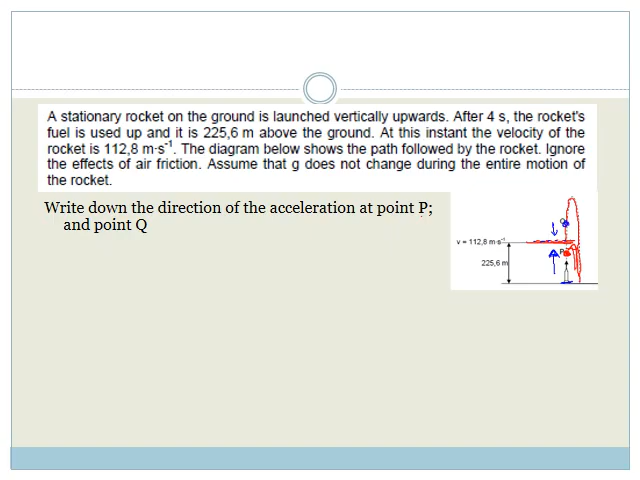 A stationary rocket on the ground is launched vertically upwards. After 4 s, the rocket's
fuel is used up and it is 225,6 m above the ground. At this instant the velocity of the
rocket is 112,8 m·s⁻¹. The diagram below shows the path followed by the rocket. Ignore
the effects of air friction. Assume that g does not change during the entire motion of
the rocket.
Write down the direction of the acceleration at point P;
and point Q
v = 112,8 m·s⁻¹
P
225,6 m